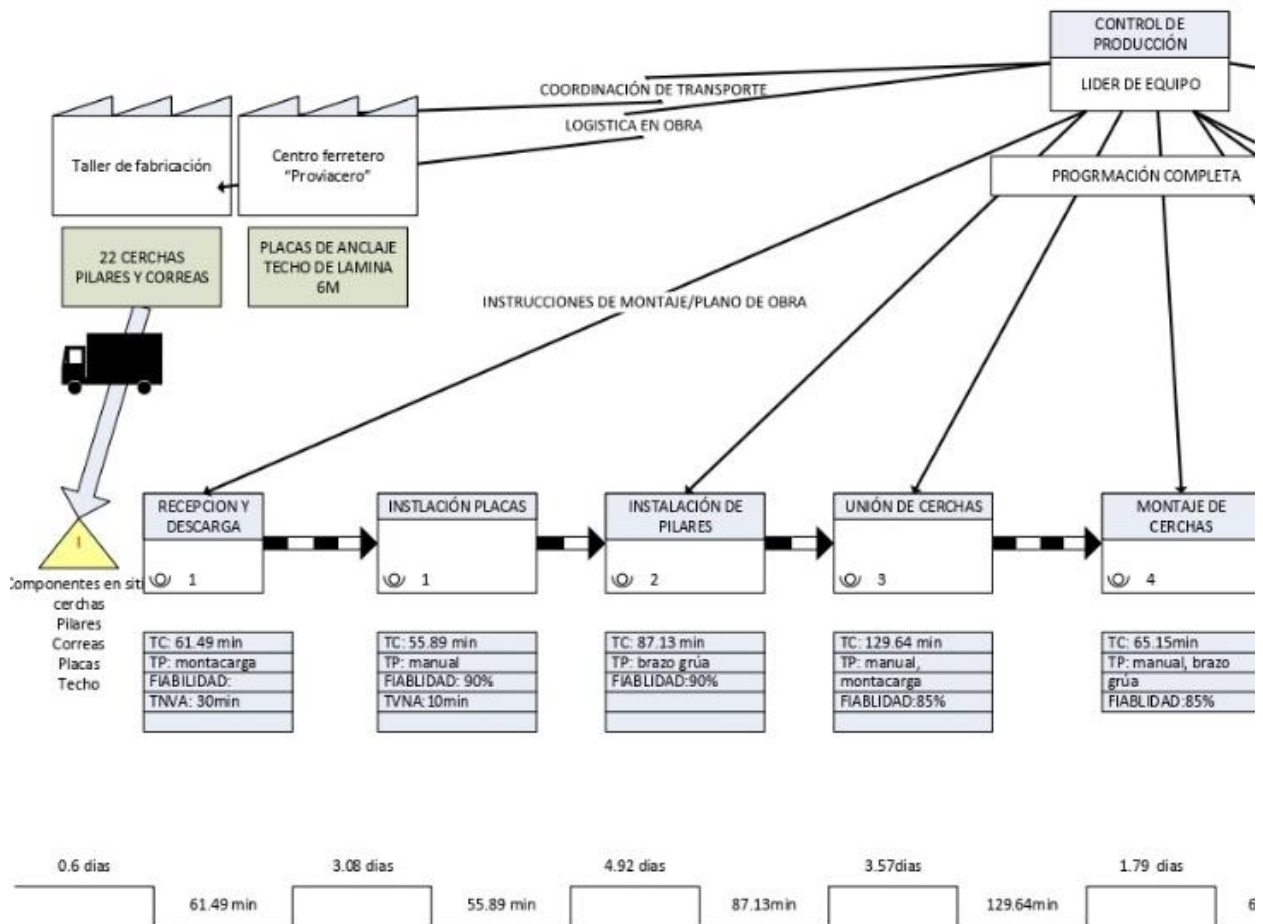 CONTROL DE
PRODUCCIÓN
LIDER DE EQUIPO
COORDINACIÓN DE TRANSPORTE
LOGISTICA EN OBRA
Taller de fabricación
Centro ferretero
"Proviacero"
PROGRMACIÓN COMPLETA
22 CERCHAS
PILARES Y CORREAS
PLACAS DE ANCLAJE
TECHO DE LAMINA
6M
INSTRUCCIONES DE MONTAJE/PLANO DE OBRA
I
Componentes en siti
cerchas
Pilares
Correas
Placas
Techo
RECEPCION Y
DESCARGA
1
TC: 61.49 min
TP: montacarga
FIABILIDAD:
TNVA: 30min
INSTLACIÓN PLACAS
1
TC: 55.89 min
TP: manual
FIABLIDAD: 90%
TVNA: 10min
INSTALACIÓN DE
PILARES
2
TC: 87.13 min
TP: brazo grúa
FIABLIDAD:90%
UNIÓN DE CERCHAS
3
TC: 129.64 min
TP: manual,
montacarga
FIABLIDAD:85%
MONTAJE DE
CERCHAS
4
TC: 65.15min
TP: manual, brazo
grúa
FIABLIDAD:85%
0.6 dias
3.08 dias
4.92 dias
3.57dias
1.79 dias
61.49 min
55.89 min
87.13min
129.64min
6